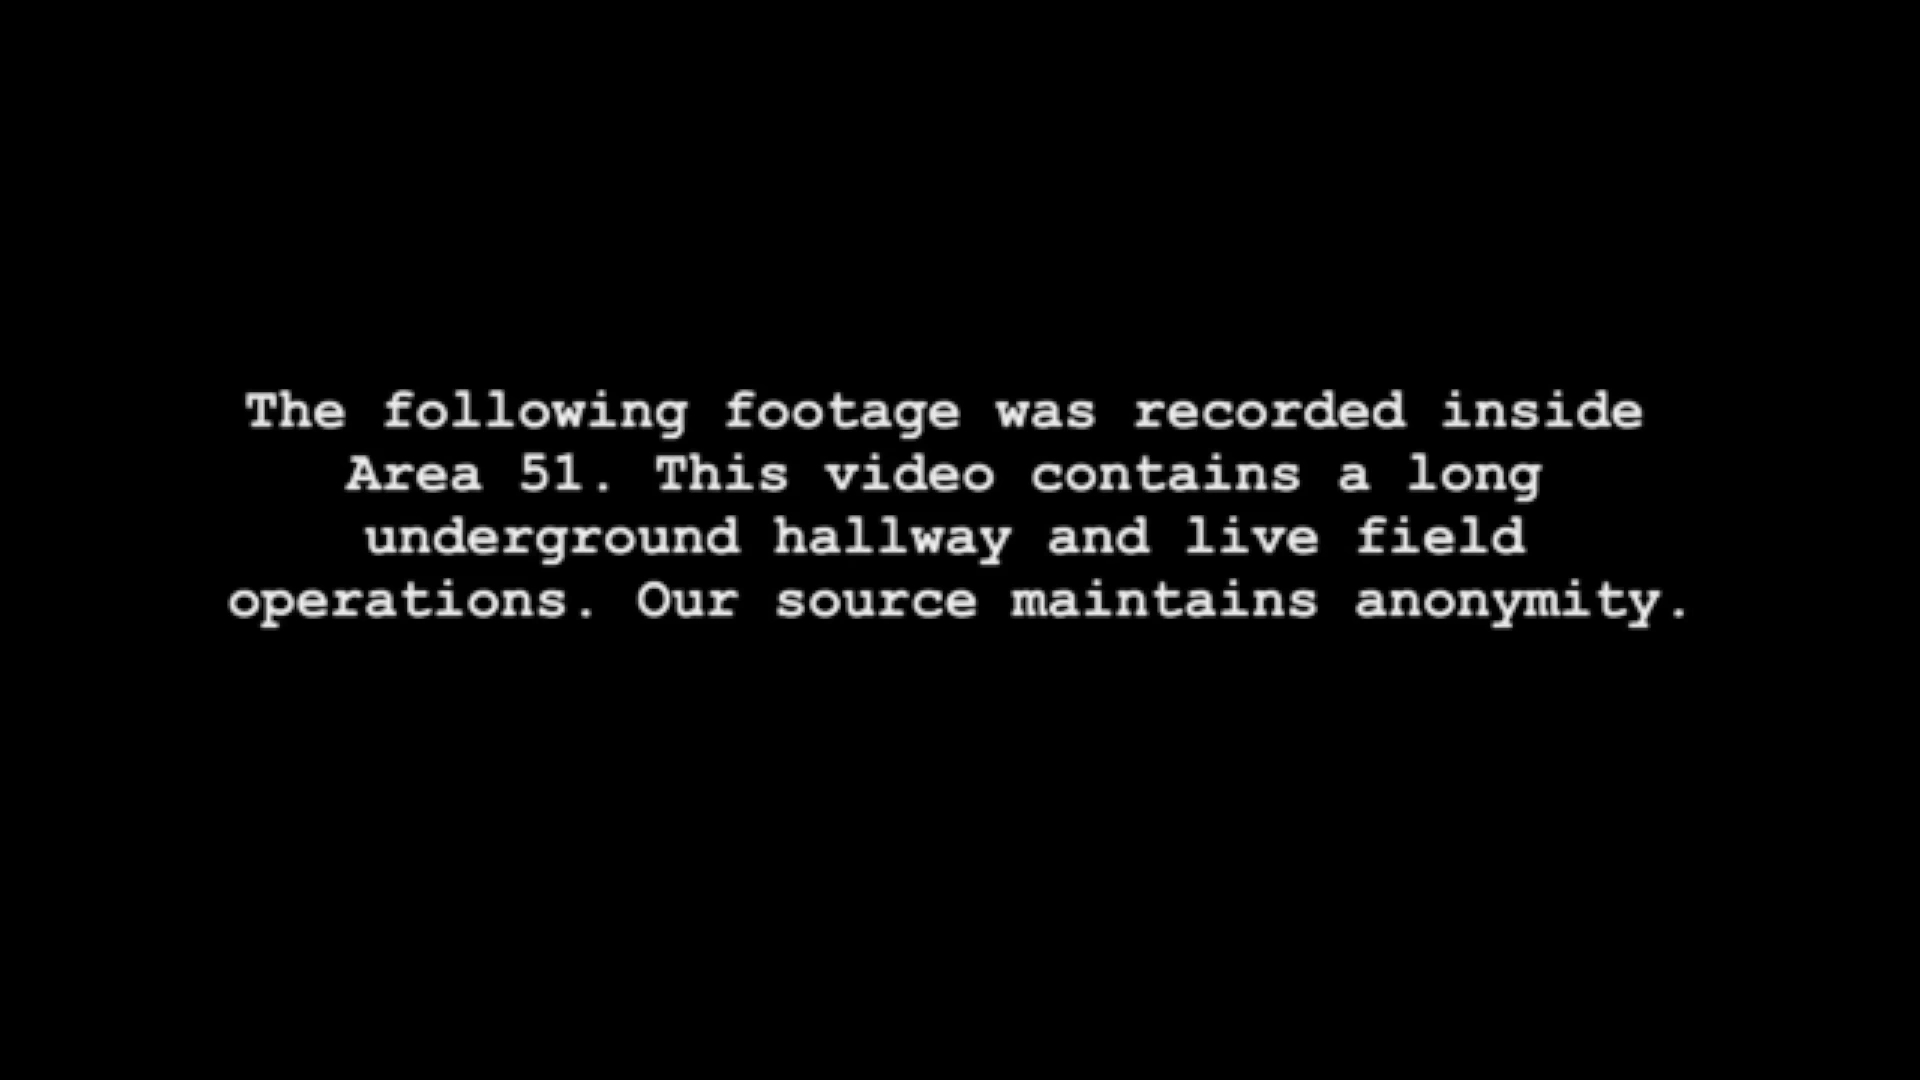 The following footage was recorded inside
Area 51. This video contains a long
underground hallway and live field
operations. Our source maintains anonymity.